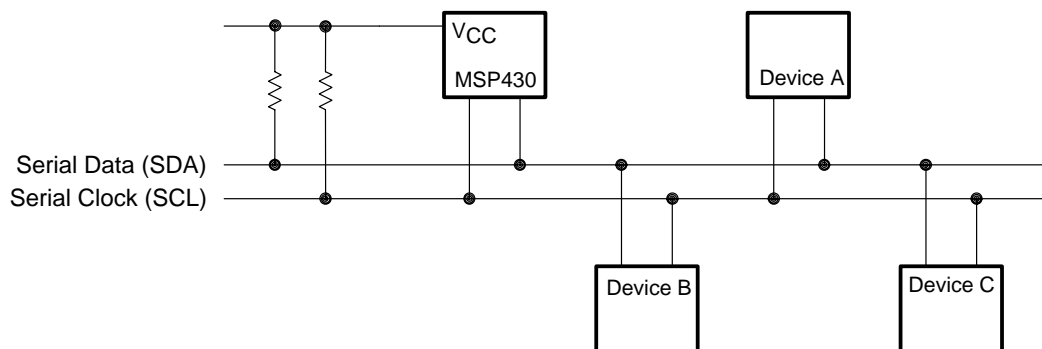 VCC
MSP430
Device A
Serial Data (SDA)
Serial Clock (SCL)
Device B
Device C